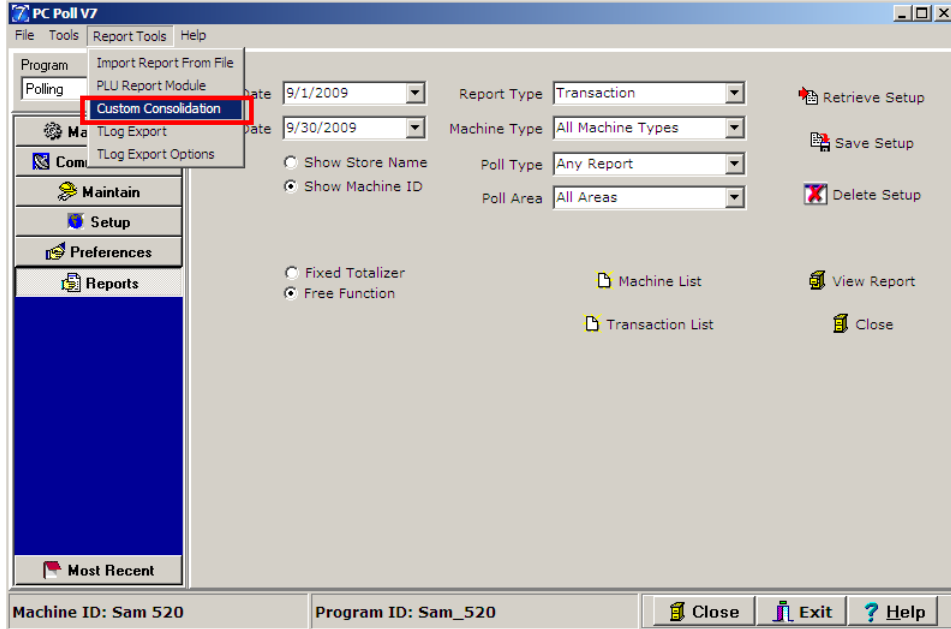 PC Poll V7
File Tools Report Tools Help
Program
Polling
Import Report From File
PLU Report Module
Custom Consolidation
TLog Export
TLog Export Options
Date 9/1/2009
Date 9/30/2009
Show Store Name
Show Machine ID
Report Type Transaction
Machine Type All Machine Types
Poll Type Any Report
Poll Area All Areas
Retrieve Setup
Save Setup
Delete Setup
Maintain
Setup
Preferences
Reports
Fixed Totalizer
Free Function
Machine List
Transaction List
View Report
Close
Most Recent
Machine ID: Sam 520
Program ID: Sam_520
Close
Exit
? Help